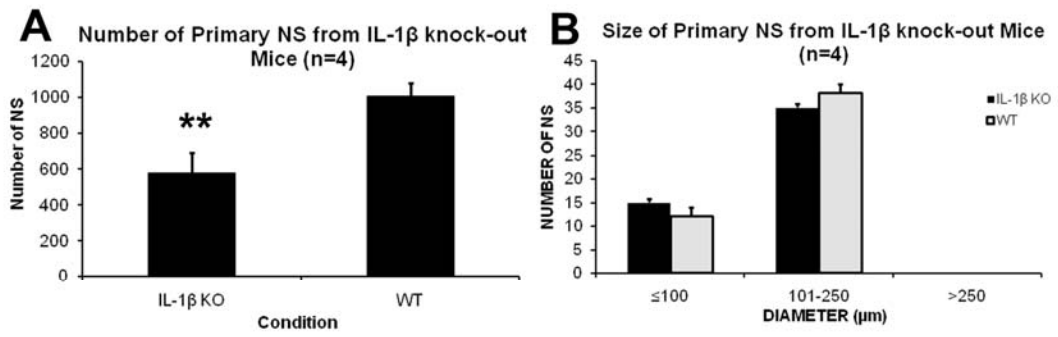 A
Number of Primary NS from IL-1β knock-out
Mice (n=4)
1200
1000
800
600
400
200
0
Number of NS
**
IL-1β KO
WT
Condition
B
Size of Primary NS from IL-1β knock-out Mice
(n=4)
45
40
35
30
25
20
15
10
5
0
NUMBER OF NS
IL-1β KO
WT
≤100
101-250
>250
DIAMETER (µm)